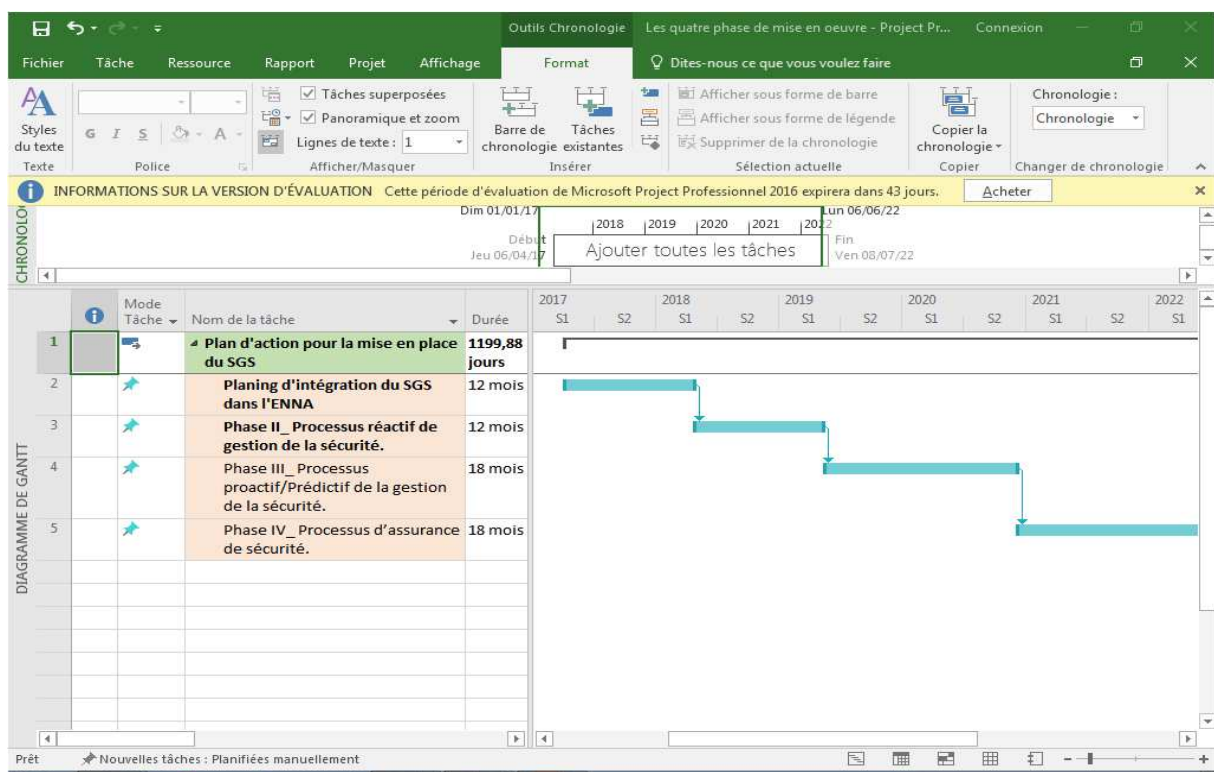 Outils Chronologie
Les quatre phase de mise en oeuvre - Project Pr...
Connexion
Fichier
Tâche
Ressource
Rapport
Projet
Affichage
Format
Dites-nous ce que vous voulez faire
Styles
du texte
Texte
G I S A
Police
Tâches superposées
Panoramique et zoom
Lignes de texte : 1
Afficher/Masquer
Barre de
chronologie
Tâches
existantes
Insérer
Afficher sous forme de barre
Afficher sous forme de légende
Supprimer de la chronologie
Sélection actuelle
Copier la
chronologie
Copier
Chronologie :
Chronologie
Changer de chronologie
INFORMATIONS SUR LA VERSION D'ÉVALUATION Cette période d'évaluation de Microsoft Project Professionnel 2016 expirera dans 43 jours.
Acheter
CHRONOLO
Dim 01/01/17
Lun 06/06/22
2018 2019 2020 2021 2022
Début
Jeu 06/04/17
Ajouter toutes les tâches
Fin
Ven 08/07/22
DIAGRAMME DE GANTT
Mode
Tâche
Nom de la tâche
Durée
2017 2018 2019 2020 2021 2022
S1 S2 S1 S2 S1 S2 S1 S2 S1 S2 S1
1
Plan d'action pour la mise en place
du SGS
1199,88
jours
2
Planing d'intégration du SGS
dans l'ENNA
12 mois
3
Phase II_ Processus réactif de
gestion de la sécurité.
12 mois
4
Phase III_ Processus
proactif/Prédictif de la gestion
de la sécurité.
18 mois
5
Phase IV_ Processus d'assurance
de sécurité.
18 mois
Prêt
Nouvelles tâches : Planifiées manuellement